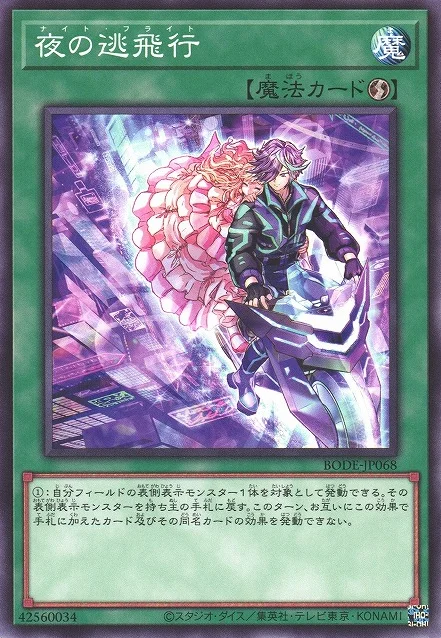 ナイト・フライト
夜の逃飛行
魔
【魔法カード】
BODE-JP068
①:自分フィールドの表側表示モンスター1体を対象として発動できる。その
表側表示モンスターを持ち主の手札に戻す。このターン、お互いにこの効果で
手札に加えたカード及びその同名カードの効果を発動できない。
42560034
©スタジオ・ダイス/集英社・テレビ東京・KONAMI